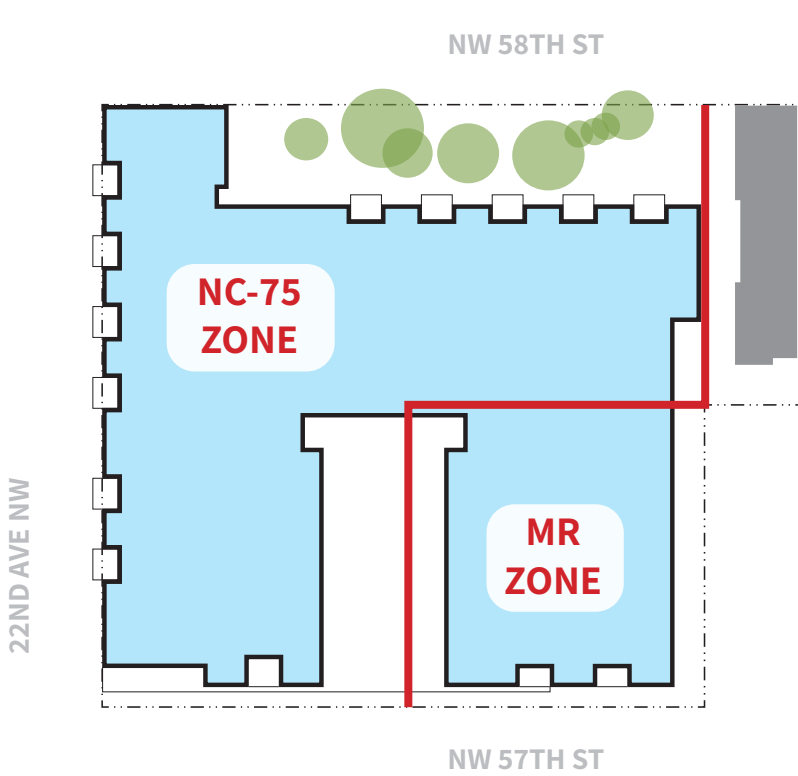 NW 58TH ST
NC-75
ZONE
22ND AVE NW
MR
ZONE
NW 57TH ST